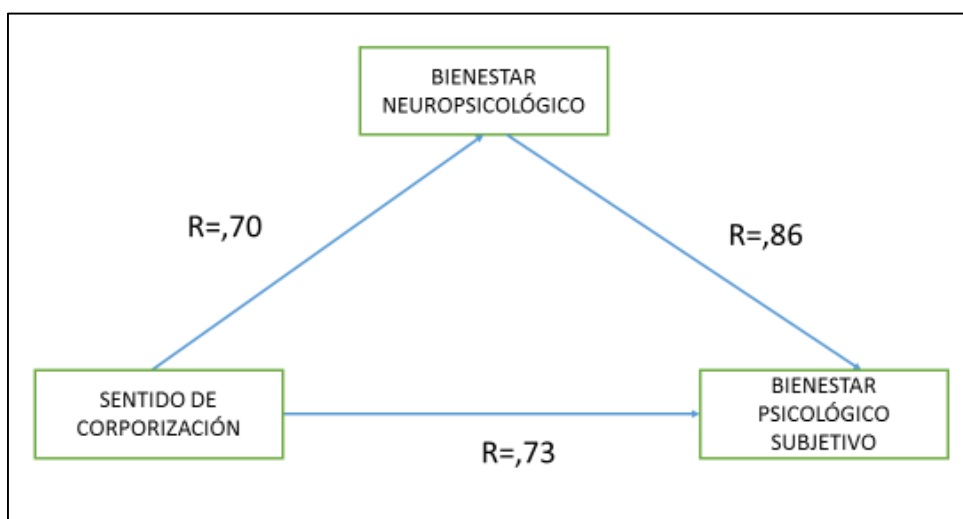 BIENESTAR
NEUROPSICOLÓGICO
R=,70
R=,86
SENTIDO DE
CORPORIZACIÓN
BIENESTAR
PSICOLÓGICO
SUBJETIVO
R=,73